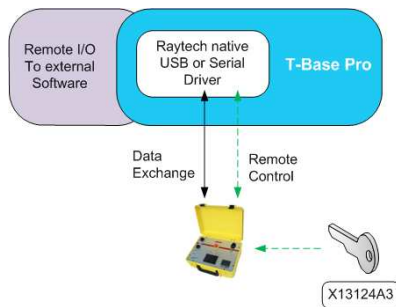 Remote I/O
To external
Software
Raytech native
USB or Serial
Driver
T-Base Pro
Data
Exchange
Remote
Control
X13124A3